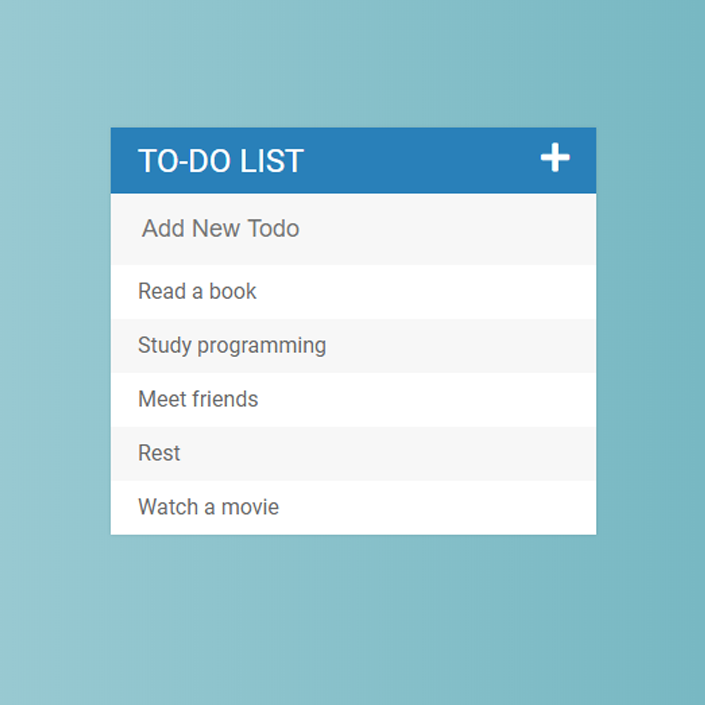 TO-DO LIST
Add New Todo
Read a book
Study programming
Meet friends
Rest
Watch a movie